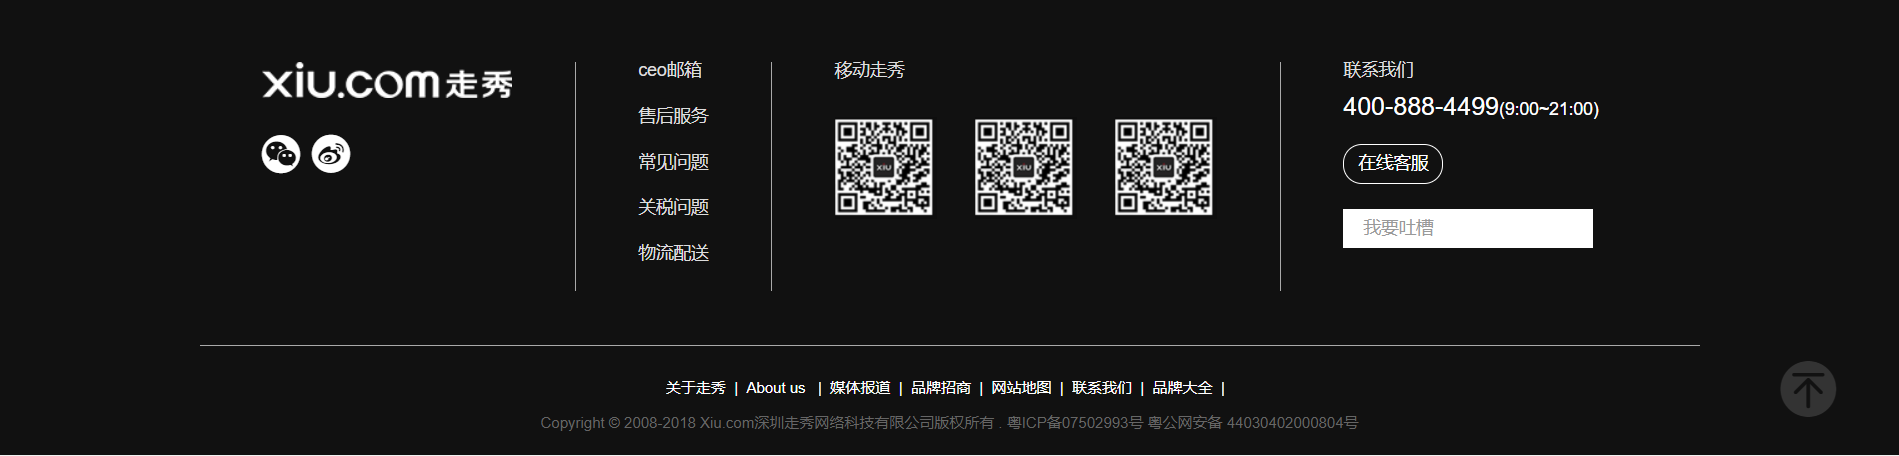 xiu.com走秀
ceo邮箱
售后服务
常见问题
关税问题
物流配送
移动走秀
XIU
XIU
XIU
联系我们
400-888-4499(9:00~21:00)
在线客服
我要吐槽
关于走秀 | About us | 媒体报道 | 品牌招商 | 网站地图 | 联系我们 | 品牌大全 |
Copyright © 2008-2018 Xiu.com深圳走秀网络科技有限公司版权所有 . 粤ICP备07502993号 粤公网安备 44030402000804号